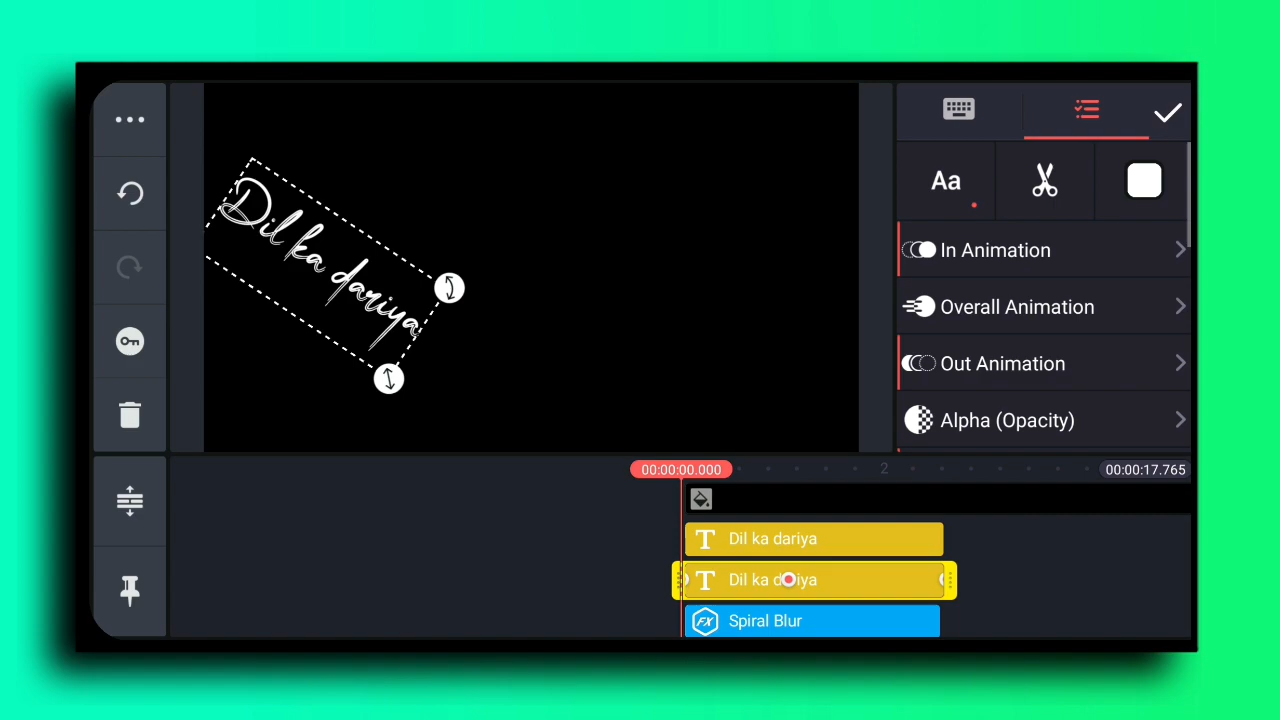 Dil ka dariya
Aa
In Animation
Overall Animation
Out Animation
Alpha (Opacity)
00:00:00.000
2
00:00:17.765
T Dil ka dariya
T Dil ka dariya
FX Spiral Blur